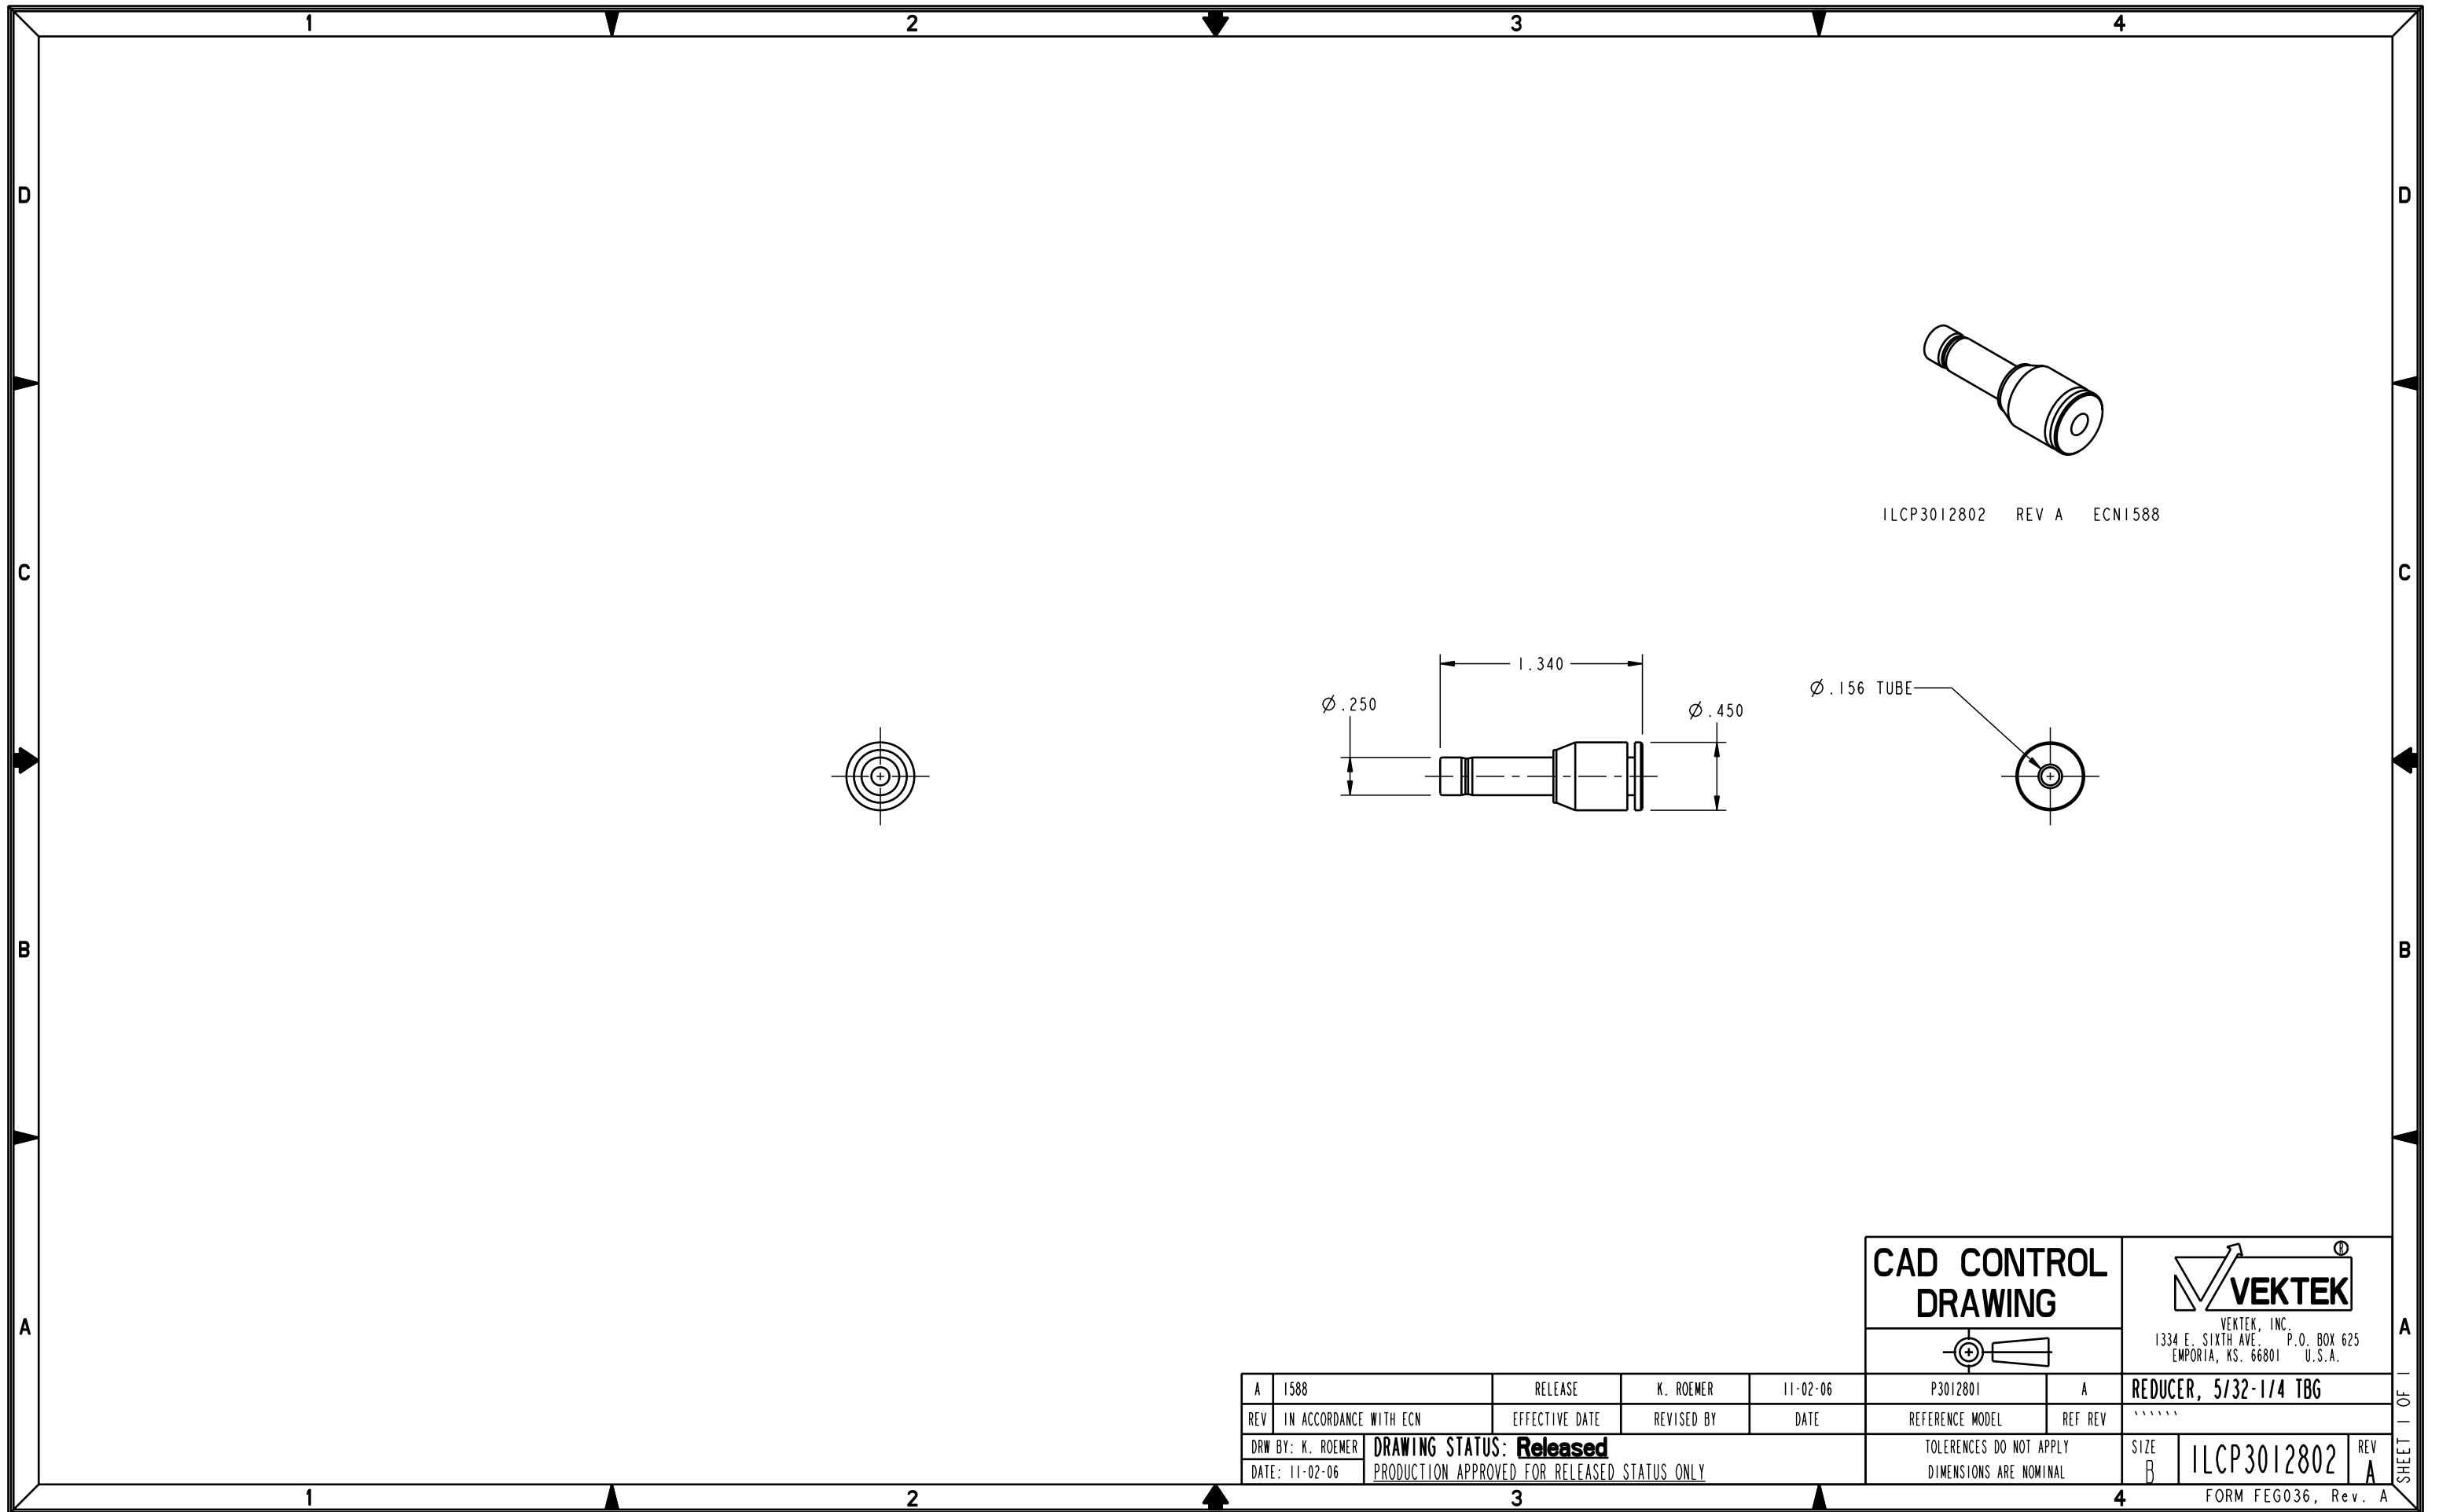 1 2 3 4
D D
ILCP3012802 REV A ECN1588
C C
1.340
Ø.250
Ø.450
Ø.156 TUBE
B B
CAD CONTROL
DRAWING
®
VEKTEK
VEKTEK, INC.
1334 E. SIXTH AVE. P.O. BOX 625
EMPORIA, KS. 66801 U.S.A.
A A
A 1588 RELEASE K. ROEMER 11-02-06 P3012801 A REDUCER, 5/32-1/4 TBG
REV IN ACCORDANCE WITH ECN EFFECTIVE DATE REVISED BY DATE REFERENCE MODEL REF REV ``````
DRW BY: K. ROEMER DRAWING STATUS: Released TOLERENCES DO NOT APPLY
DATE: 11-02-06 PRODUCTION APPROVED FOR RELEASED STATUS ONLY DIMENSIONS ARE NOMINAL
SIZE B ILCP3012802 REV A
SHEET 1 OF 1
FORM FEG036, Rev. A
1 2 3 4